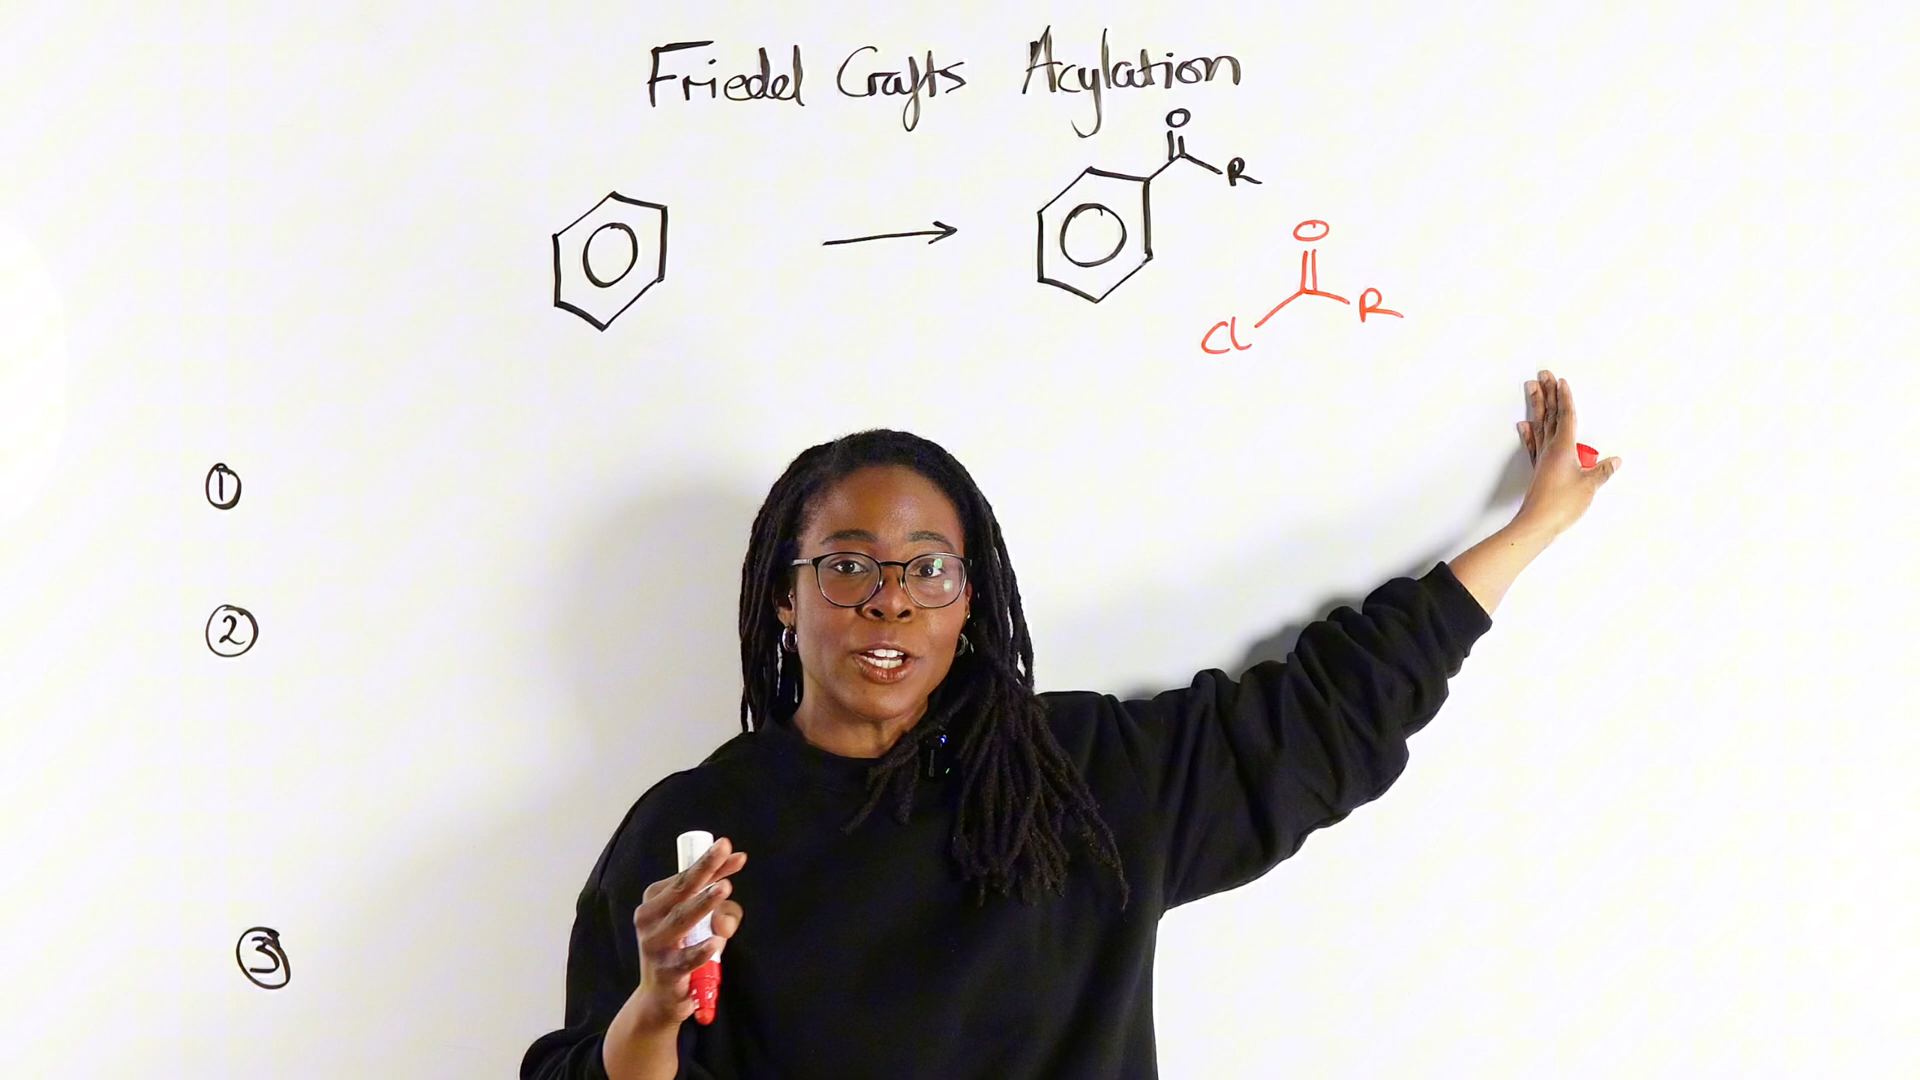 Friedel Crafts Acylation
O
R
O
Cl R
①
②
③